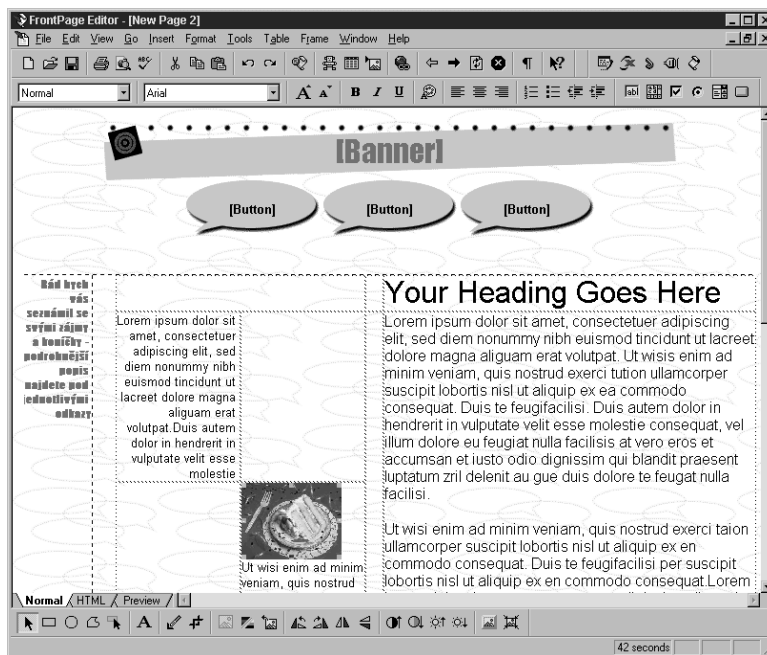 FrontPage Editor - [New Page 2]
File Edit View Go Insert Format Tools Table Frame Window Help
Normal Arial A A B I U
[Banner]
[Button] [Button] [Button]
Rád bych
vás
seznámil se
svými zájmy
a koníčky -
podrobnější
popis
najdete pod
jednotlivými
odkazy
Lorem ipsum dolor sit
amet, consectetuer
adipiscing elit, sed
diem nonummy nibh
euismod tincidunt ut
lacreet dolore magna
aliguam erat
volutpat.Duis autem
dolor in hendrerit in
vulputate velit esse
molestie
Ut wisi enim ad minim
veniam, quis nostrud
Your Heading Goes Here
Lorem ipsum dolor sit amet, consectetuer adipiscing
elit, sed diem nonummy nibh euismod tincidunt ut lacreet
dolore magna aliguam erat volutpat. Ut wisis enim ad
minim veniam, quis nostrud exerci tution ullamcorper
suscipit lobortis nisl ut aliquip ex ea commodo
consequat. Duis te feugifacilisi. Duis autem dolor in
hendrerit in vulputate velit esse molestie consequat, vel
illum dolore eu feugiat nulla facilisis at vero eros et
accumsan et iusto odio dignissim qui blandit praesent
luptatum zril delenit au gue duis dolore te feugat nulla
facilisi.
Ut wisi enim ad minim veniam, quis nostrud exerci taion
ullamcorper suscipit lobortis nisl ut aliquip ex en
commodo consequat. Duis te feugifacilisi per suscipit
lobortis nisl ut aliquip ex en commodo consequat.Lorem
Normal HTML Preview
A
42 seconds